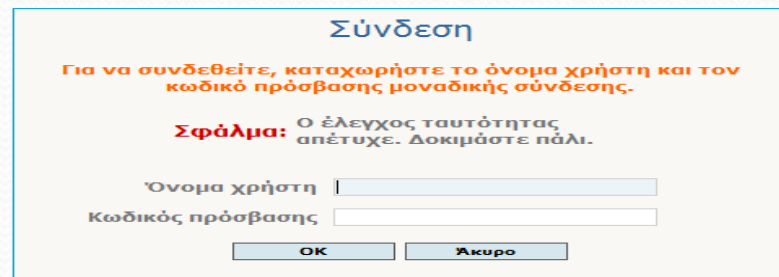 Σύνδεση
Για να συνδεθείτε, καταχωρήστε το όνομα χρήστη και τον
κωδικό πρόσβασης μοναδικής σύνδεσης.
Σφάλμα: Ο έλεγχος ταυτότητας
απέτυχε. Δοκιμάστε πάλι.
Όνομα χρήστη
Κωδικός πρόσβασης
OK Άκυρο